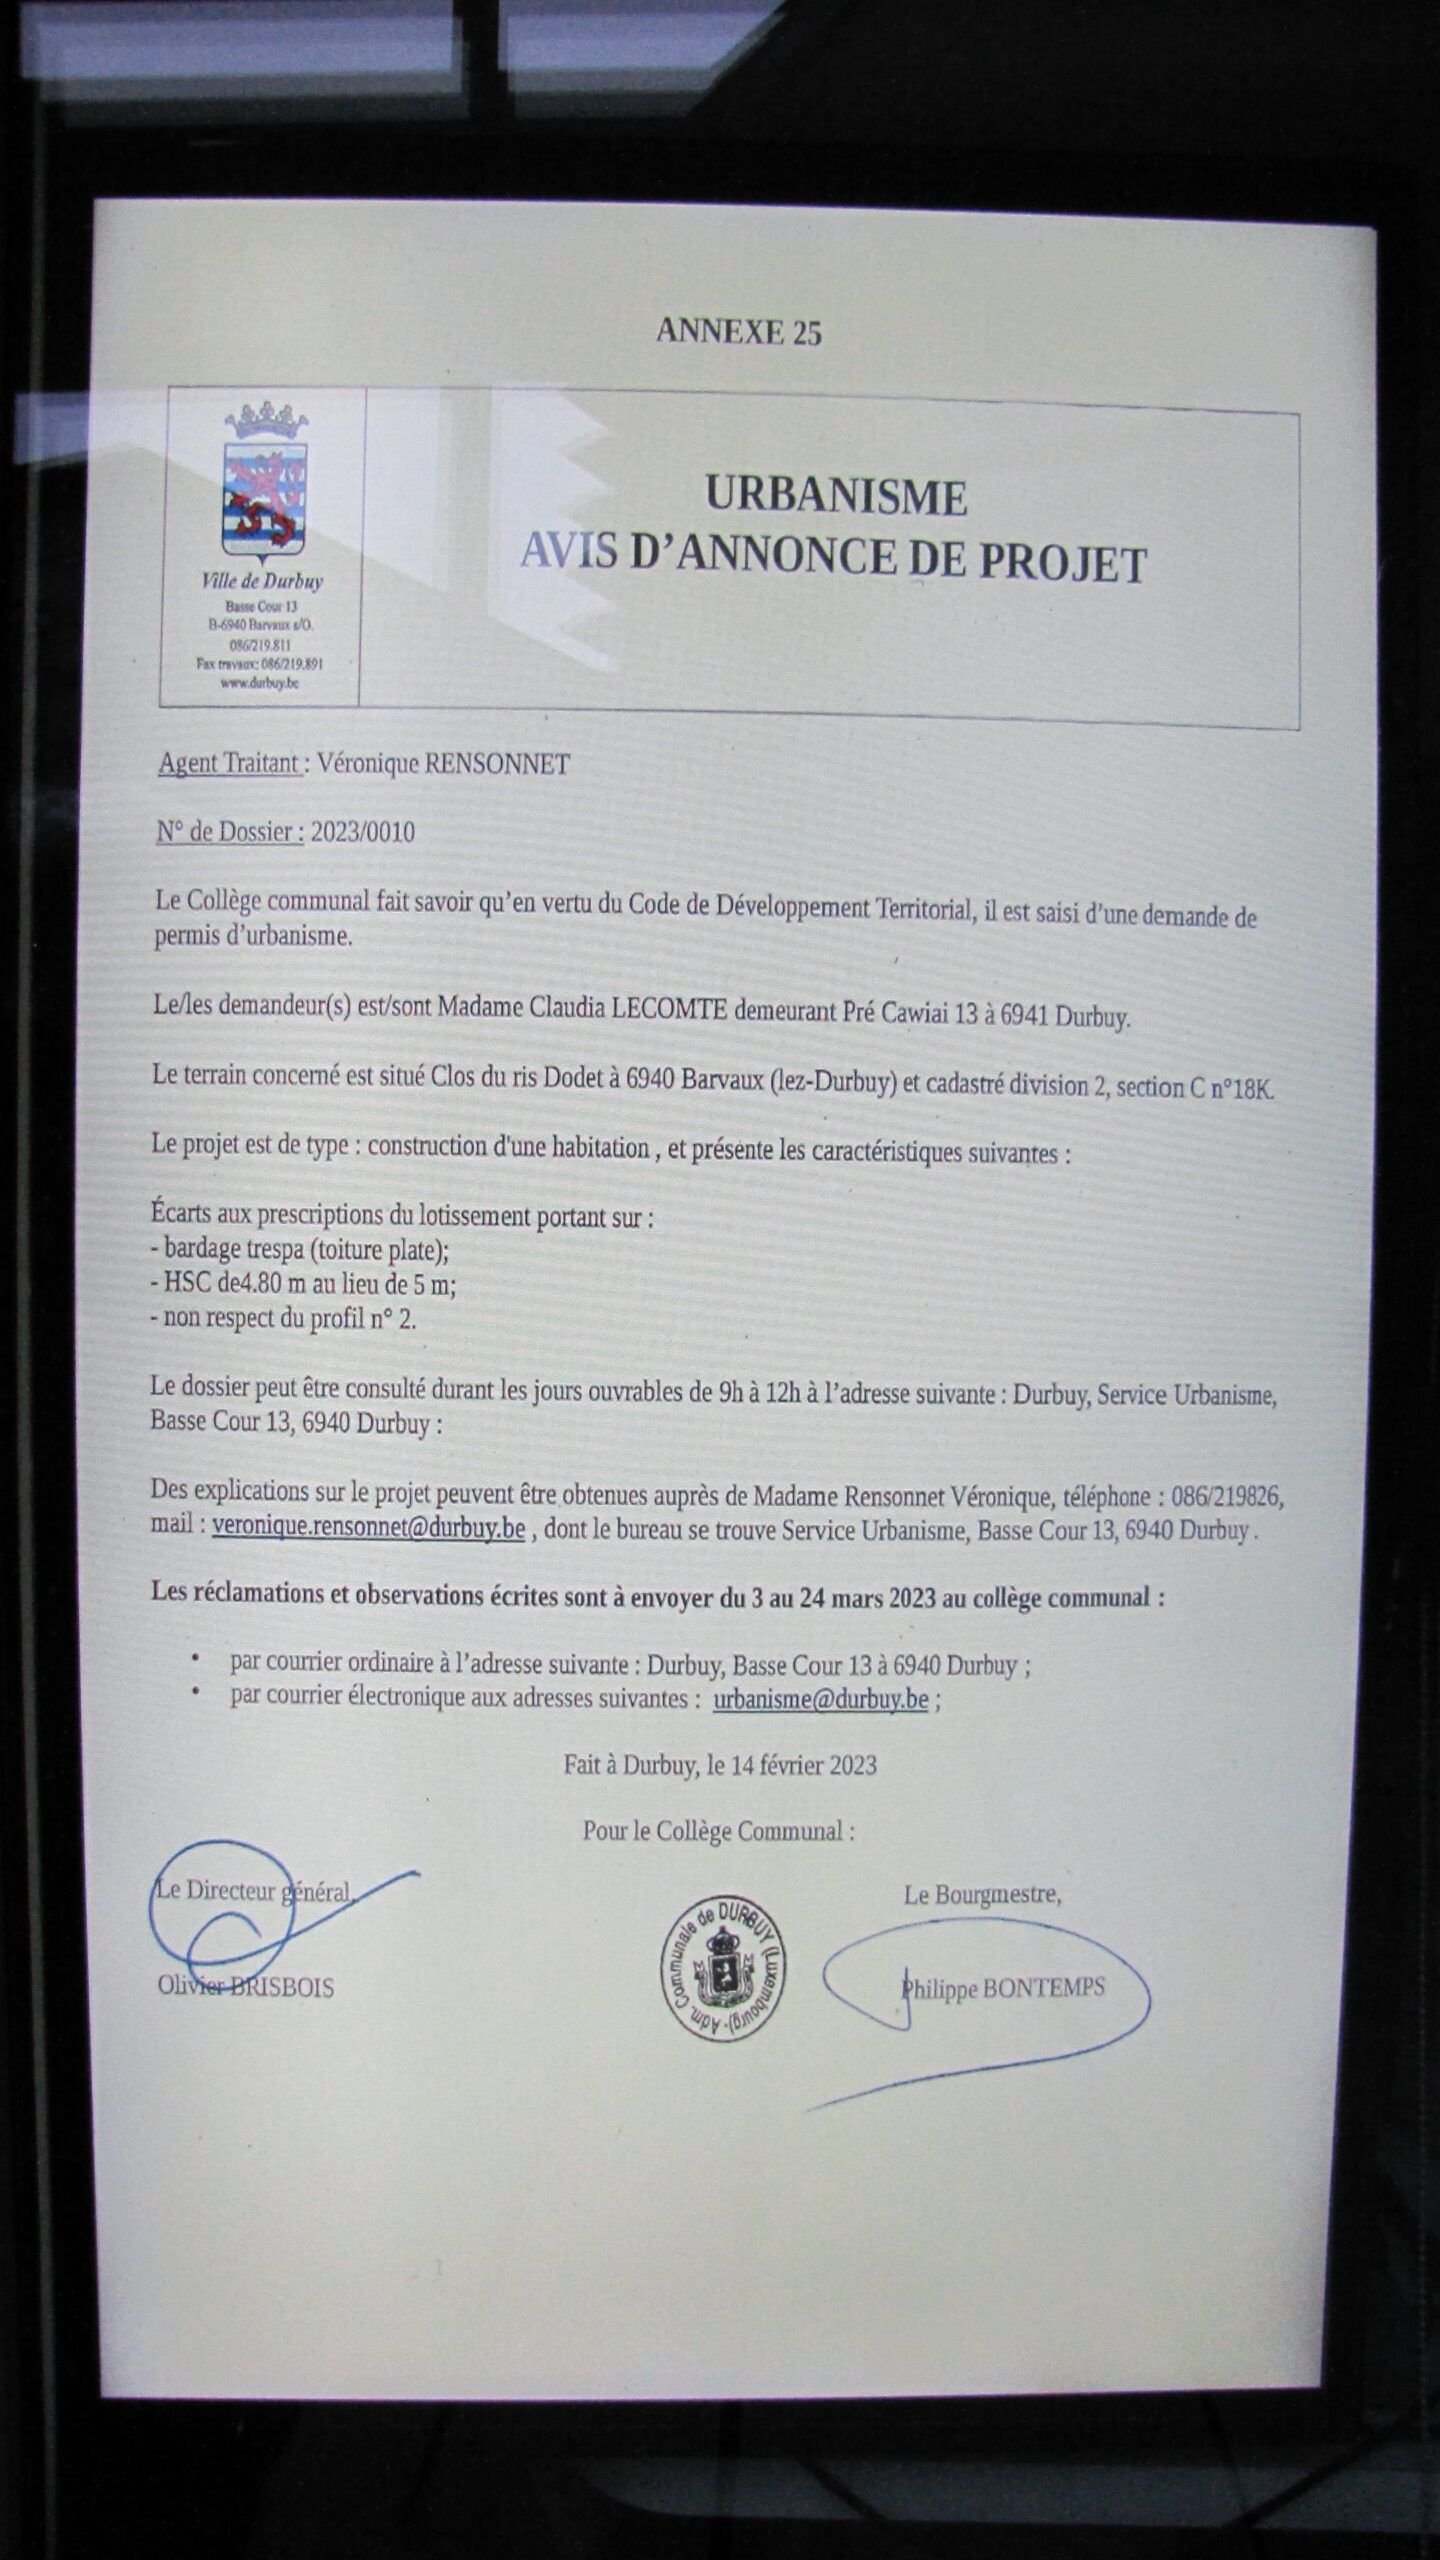 ANNEXE 25
URBANISME
AVIS D'ANNONCE DE PROJET
Ville de Durbuy
Basse Cour 13
B-6940 Barvaux s/O.
086/219.811
Fax travaux: 086/219.891
www.durbuy.be
Agent Traitant : Véronique RENSONNET
N° de Dossier : 2023/0010
Le Collège communal fait savoir qu'en vertu du Code de Développement Territorial, il est saisi d'une demande de
permis d'urbanisme.
Le/les demandeur(s) est/sont Madame Claudia LECOMTE demeurant Pré Cawiai 13 à 6941 Durbuy.
Le terrain concerné est situé Clos du ris Dodet à 6940 Barvaux (lez-Durbuy) et cadastré division 2, section C n°18K.
Le projet est de type : construction d'une habitation , et présente les caractéristiques suivantes :
Écarts aux prescriptions du lotissement portant sur :
- bardage trespa (toiture plate);
- HSC de4.80 m au lieu de 5 m;
- non respect du profil n° 2.
Le dossier peut être consulté durant les jours ouvrables de 9h à 12h à l'adresse suivante : Durbuy, Service Urbanisme,
Basse Cour 13, 6940 Durbuy :
Des explications sur le projet peuvent être obtenues auprès de Madame Rensonnet Véronique, téléphone : 086/219826,
mail : veronique.rensonnet@durbuy.be , dont le bureau se trouve Service Urbanisme, Basse Cour 13, 6940 Durbuy .
Les réclamations et observations écrites sont à envoyer du 3 au 24 mars 2023 au collège communal :
• par courrier ordinaire à l'adresse suivante : Durbuy, Basse Cour 13 à 6940 Durbuy ;
• par courrier électronique aux adresses suivantes : urbanisme@durbuy.be ;
Fait à Durbuy, le 14 février 2023
Pour le Collège Communal :
Le Directeur général,
Le Bourgmestre,
Adm. Communale de DURBUY (Luxembourg)-
Olivier BRISBOIS
Philippe BONTEMPS